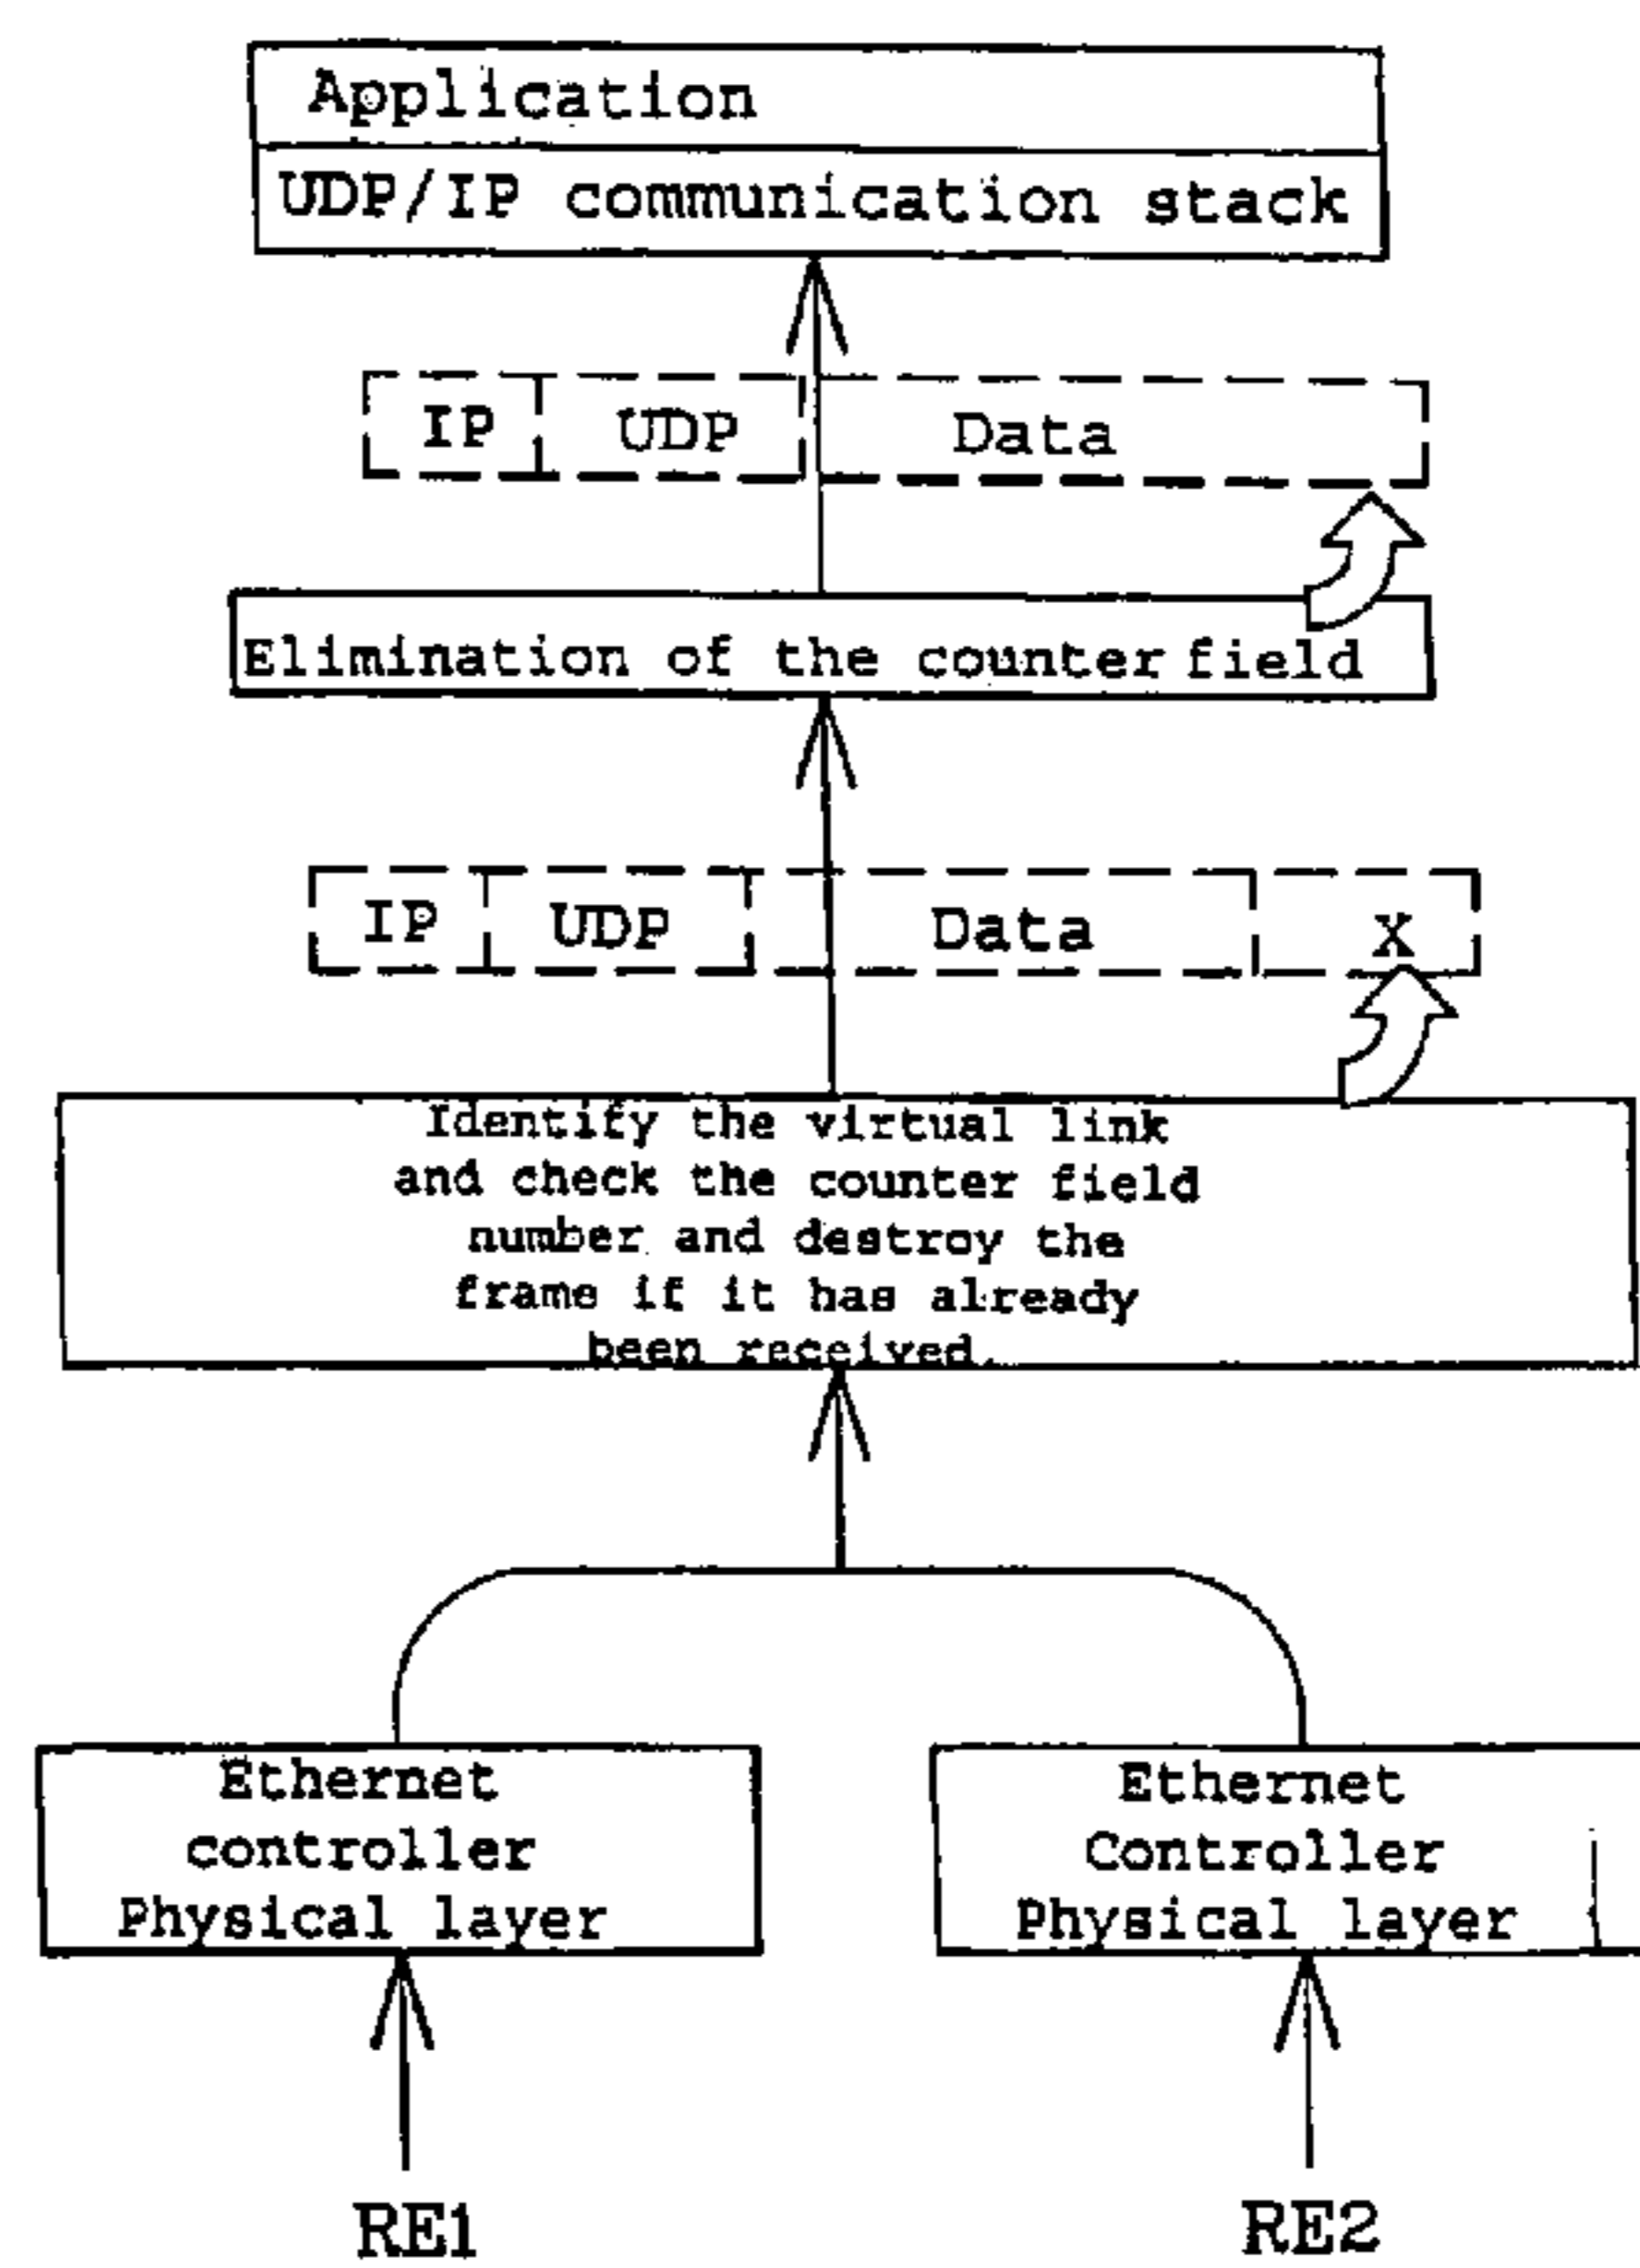 Application
UDP/IP communication stack
IP UDP Data
Elimination of the counter field
IP UDP Data X
Identify the virtual link
and check the counter field
number and destroy the
frame if it has already
been received.
Ethernet
controller
Physical layer
Ethernet
Controller
Physical layer
RE1
RE2